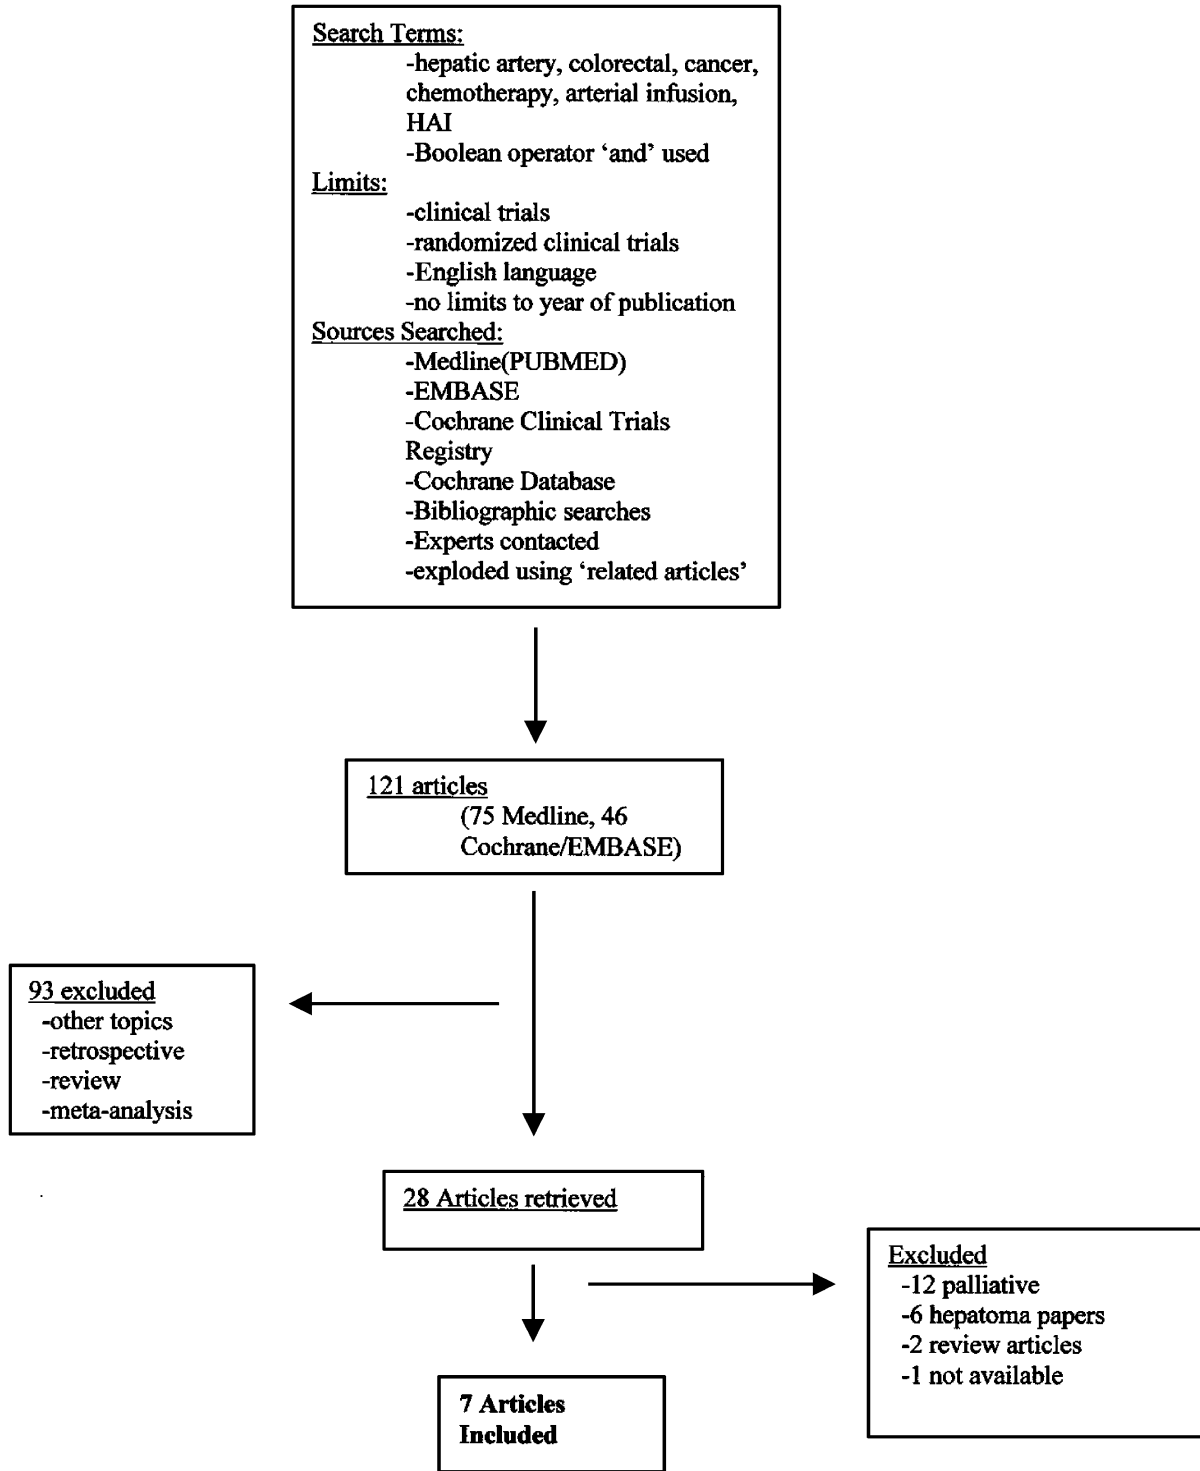 Search Terms:
-hepatic artery, colorectal, cancer,
chemotherapy, arterial infusion,
HAI
-Boolean operator ‘and’ used
Limits:
-clinical trials
-randomized clinical trials
-English language
-no limits to year of publication
Sources Searched:
-Medline(PUBMED)
-EMBASE
-Cochrane Clinical Trials
Registry
-Cochrane Database
-Bibliographic searches
-Experts contacted
-exploded using ‘related articles’
121 articles
(75 Medline, 46
Cochrane/EMBASE)
93 excluded
-other topics
-retrospective
-review
-meta-analysis
28 Articles retrieved
Excluded
-12 palliative
-6 hepatoma papers
-2 review articles
-1 not available
7 Articles
Included